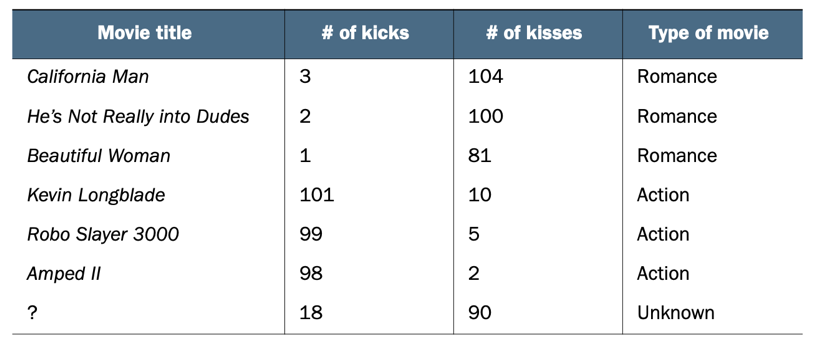 Movie title # of kicks # of kisses Type of movie
California Man 3 104 Romance
He's Not Really into Dudes 2 100 Romance
Beautiful Woman 1 81 Romance
Kevin Longblade 101 10 Action
Robo Slayer 3000 99 5 Action
Amped II 98 2 Action
? 18 90 Unknown